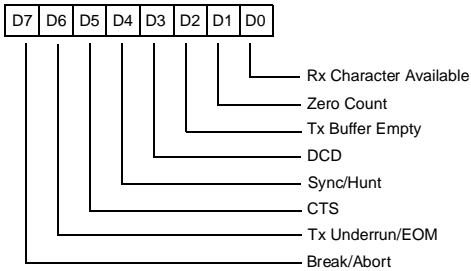 D7 D6 D5 D4 D3 D2 D1 D0
Rx Character Available
Zero Count
Tx Buffer Empty
DCD
Sync/Hunt
CTS
Tx Underrun/EOM
Break/Abort